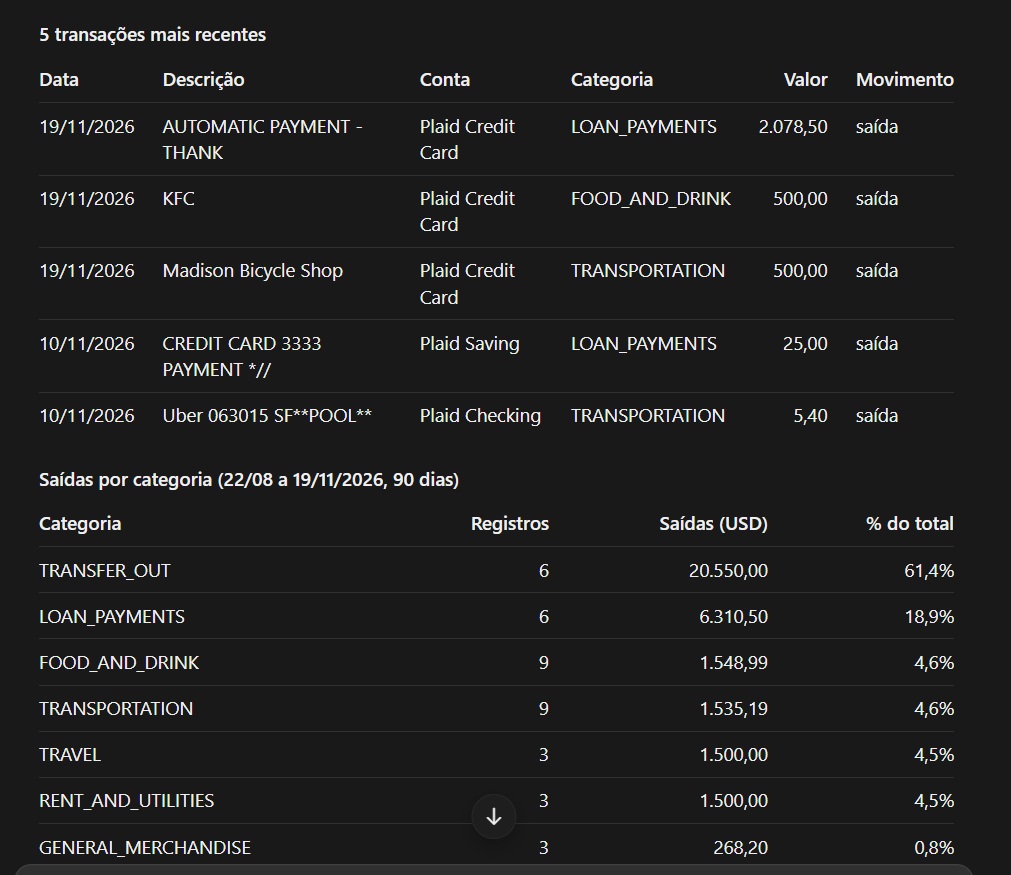 5 transações mais recentes
Data Descrição Conta Categoria Valor Movimento
19/11/2026 AUTOMATIC PAYMENT - Plaid Credit LOAN_PAYMENTS 2.078,50 saída
THANK Card
19/11/2026 KFC Plaid Credit FOOD_AND_DRINK 500,00 saída
Card
19/11/2026 Madison Bicycle Shop Plaid Credit TRANSPORTATION 500,00 saída
Card
10/11/2026 CREDIT CARD 3333 Plaid Saving LOAN_PAYMENTS 25,00 saída
PAYMENT *//
10/11/2026 Uber 063015 SF**POOL** Plaid Checking TRANSPORTATION 5,40 saída
Saídas por categoria (22/08 a 19/11/2026, 90 dias)
Categoria Registros Saídas (USD) % do total
TRANSFER_OUT 6 20.550,00 61,4%
LOAN_PAYMENTS 6 6.310,50 18,9%
FOOD_AND_DRINK 9 1.548,99 4,6%
TRANSPORTATION 9 1.535,19 4,6%
TRAVEL 3 1.500,00 4,5%
RENT_AND_UTILITIES 3 1.500,00 4,5%
GENERAL_MERCHANDISE 3 268,20 0,8%